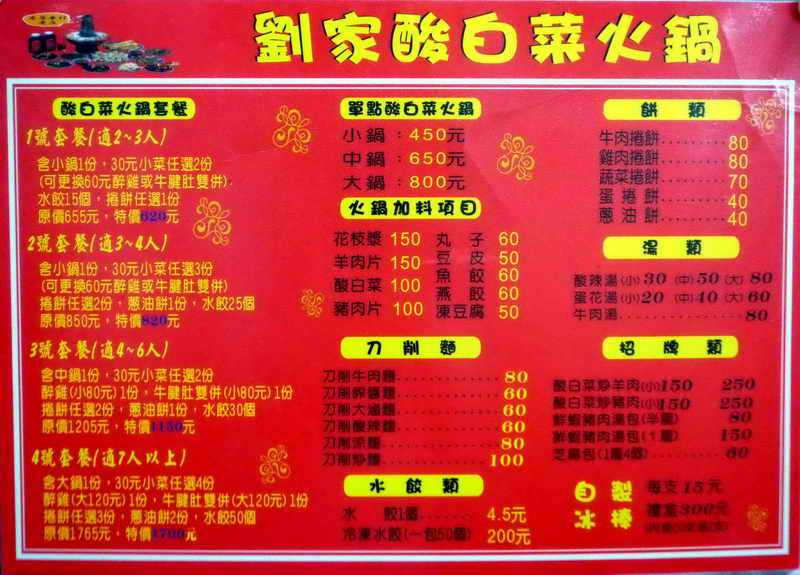 劉家酸白菜火鍋
酸白菜火鍋套餐
1號套餐(適2~3人)
含小鍋1份，30元小菜任選2份
(可更換60元醉雞或牛腱肚雙併)
水餃15個，捲餅任選1份
原價655元，特價620元
2號套餐(適3~4人)
含小鍋1份，30元小菜任選3份
(可更換60元醉雞或牛腱肚雙併)
捲餅任選2份，蔥油餅1份，水餃25個
原價850元，特價820元
3號套餐(適4~6人)
含中鍋1份，30元小菜任選2份
醉雞(小80元)1份，牛腱肚雙併(小80元)1份
捲餅任選2份，蔥油餅1份，水餃30個
原價1205元，特價1150元
4號套餐(適7人以上)
含大鍋1份，30元小菜任選4份
醉雞(大120元)1份，牛腱肚雙併(大120元)1份
捲餅任選3份，蔥油餅2份，水餃50個
原價1765元，特價1700元
單點酸白菜火鍋
小鍋：450元
中鍋：650元
大鍋：800元
火鍋加料項目
花枝漿 150 丸子 60
羊肉片 150 豆皮 50
酸白菜 100 魚餃 60
豬肉片 100 燕餃 60
凍豆腐 50
刀削麵
刀削牛肉麵 80
刀削酢醬麵 60
刀削大滷麵 60
刀削酸辣麵 60
刀削涼麵 80
刀削炒麵 100
水餃類
水餃1個 4.5元
冷凍水餃(一包50個) 200元
餅類
牛肉捲餅 80
雞肉捲餅 80
蔬菜捲餅 70
蛋捲餅 40
蔥油餅 40
湯類
酸辣湯(小)30 (中)50 (大)80
蛋花湯(小)20 (中)40 (大)60
牛肉湯 80
招牌類
酸白菜炒羊肉(小)150 250
酸白菜炒豬肉(小)150 250
鮮蝦豬肉湯包(半籠) 80
鮮蝦豬肉湯包(1籠) 150
芝麻包(1籠4個) 60
自製冰棒
每支15元
禮盒300元